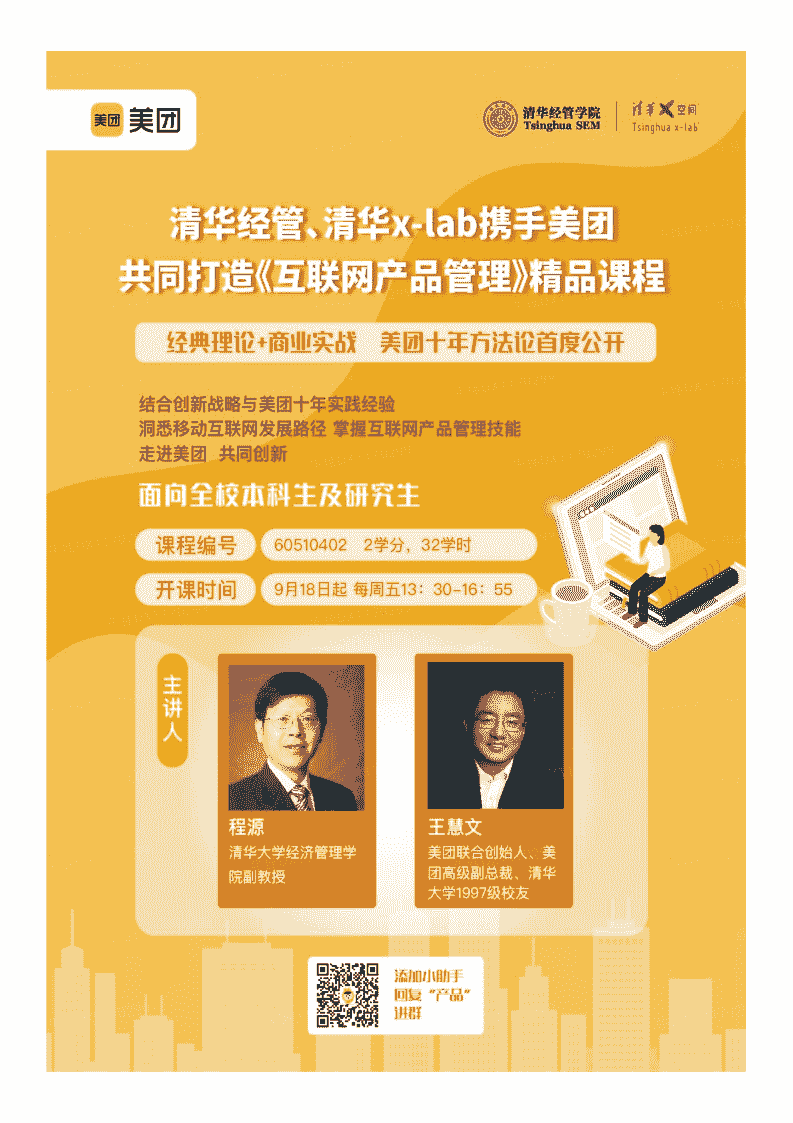 美团 美团
清华经管学院
Tsinghua SEM
清华x空间
Tsinghua x-lab
清华经管、清华x-lab携手美团
共同打造《互联网产品管理》精品课程
经典理论+商业实战 美团十年方法论首度公开
结合创新战略与美团十年实践经验
洞悉移动互联网发展路径 掌握互联网产品管理技能
走进美团 共同创新
面向全校本科生及研究生
课程编号 60510402 2学分，32学时
开课时间 9月18日起 每周五13：30-16：55
主讲人
程源
清华大学经济管理学
院副教授
王慧文
美团联合创始人、美
团高级副总裁、清华
大学1997级校友
添加小助手
回复“产品”
进群